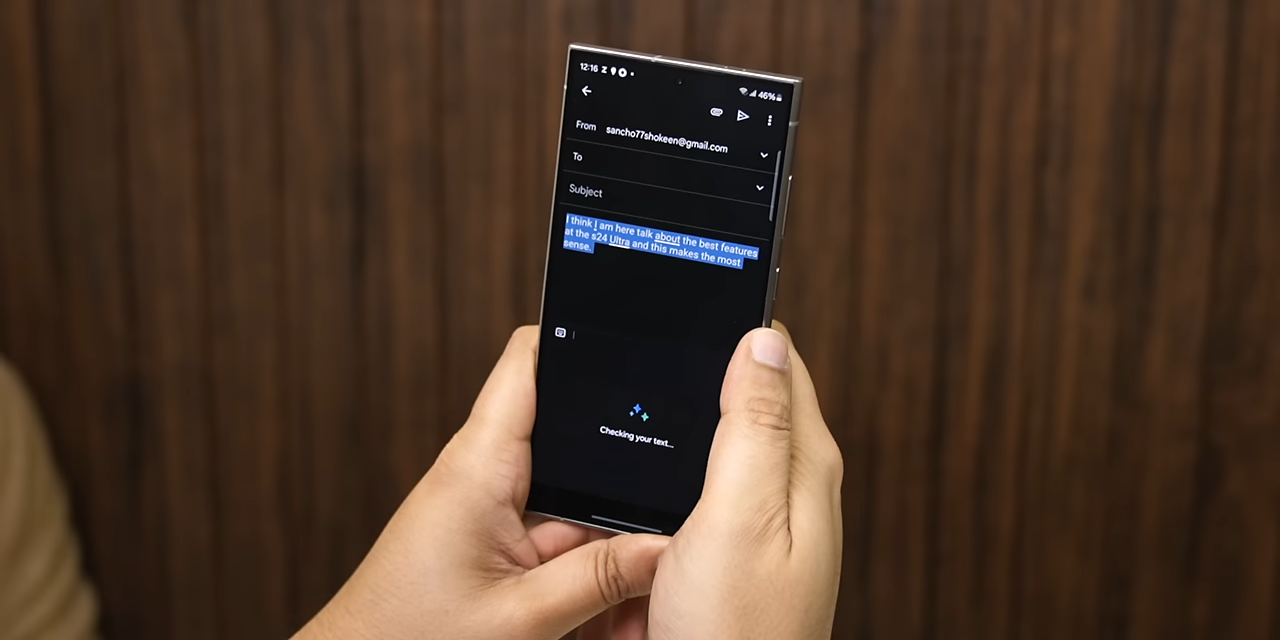 12:16 46%
From sancho77shokeen@gmail.com
To
Subject
I think I am here talk about the best features
at the s24 Ultra and this makes the most
sense.
Checking your text...